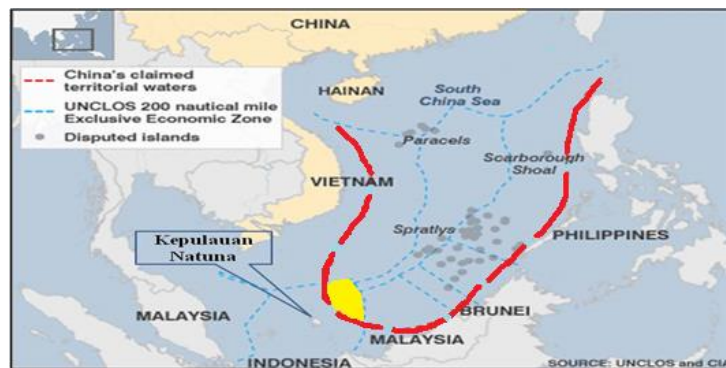 CHINA
China's claimed
territorial waters
UNCLOS 200 nautical mile
Exclusive Economic Zone
Disputed islands
HAINAN
South
China Sea
Paracels
Scarborough
Shoal
VIETNAM
Spratlys
PHILIPPINES
Kepulauan
Natuna
MALAYSIA
BRUNEI
MALAYSIA
INDONESIA
SOURCE: UNCLOS and CIA